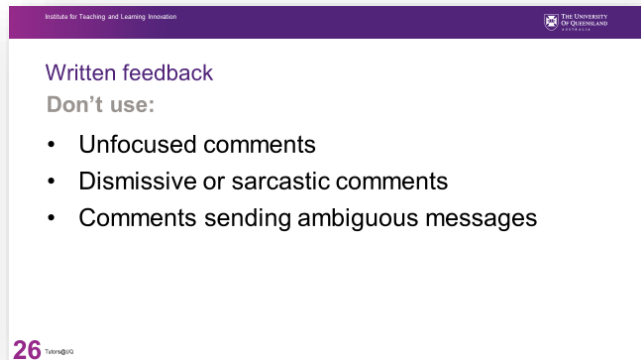 Institute for Teaching and Learning Innovation
THE UNIVERSITY
OF QUEENSLAND
AUSTRALIA
Written feedback
Don't use:
• Unfocused comments
• Dismissive or sarcastic comments
• Comments sending ambiguous messages
26 Tutors@UQ